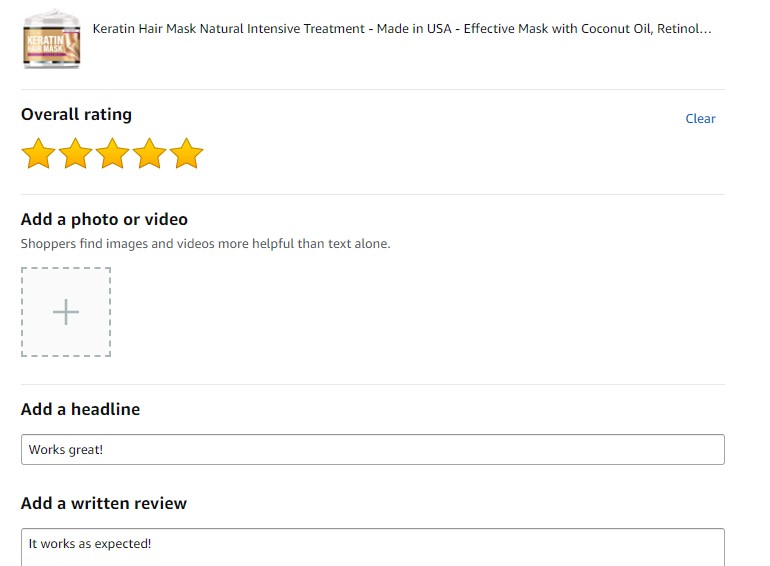 KERATIN
HAIR MASK
Keratin Hair Mask Natural Intensive Treatment - Made in USA - Effective Mask with Coconut Oil, Retinol...
Overall rating
Clear
Add a photo or video
Shoppers find images and videos more helpful than text alone.
Add a headline
Works great!
Add a written review
It works as expected!